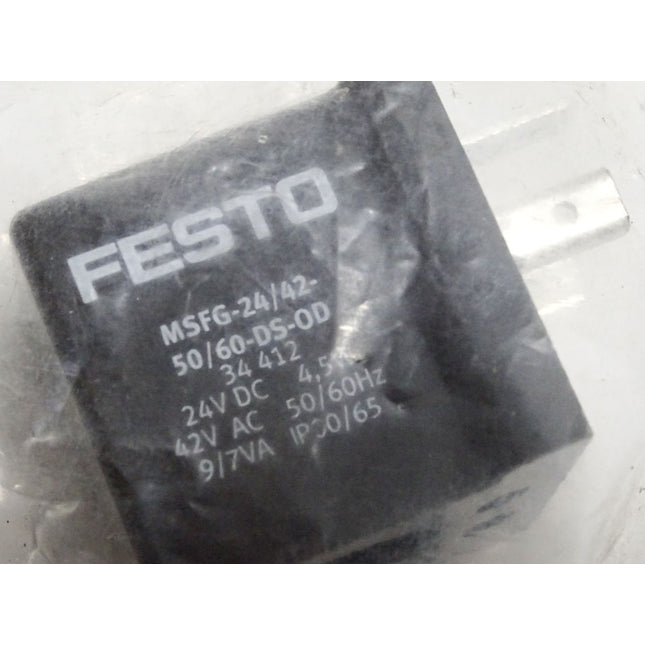 FESTO
MSFG-24/42-
50/60-DS-OD
34 412
24V DC
42V AC 50/60Hz
9/7VA